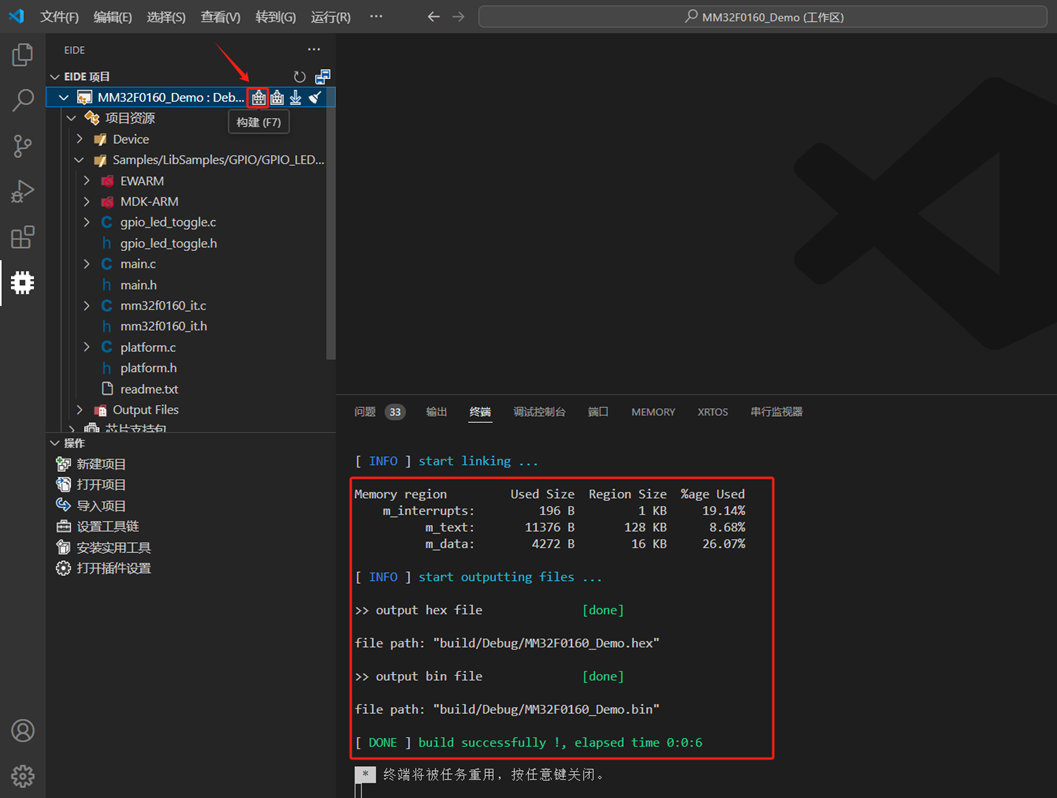 文件(F) 编辑(E) 选择(S) 查看(V) 转到(G) 运行(R) ··· MM32F0160_Demo (工作区)
EIDE ···
EIDE 项目
MM32F0160_Demo : Deb...
构建 (F7)
项目资源
Device
Samples/LibSamples/GPIO/GPIO_LED...
EWARM
MDK-ARM
C gpio_led_toggle.c
h gpio_led_toggle.h
C main.c
h main.h
C mm32f0160_it.c
h mm32f0160_it.h
C platform.c
h platform.h
readme.txt
Output Files
芯片支持包
操作
新建项目
打开项目
导入项目
设置工具链
安装实用工具
打开插件设置
问题 33 输出 终端 调试控制台 端口 MEMORY XRTOS 串行监视器
[ INFO ] start linking ...
Memory region Used Size Region Size %age Used
m_interrupts: 196 B 1 KB 19.14%
m_text: 11376 B 128 KB 8.68%
m_data: 4272 B 16 KB 26.07%
[ INFO ] start outputting files ...
>> output hex file [done]
file path: "build/Debug/MM32F0160_Demo.hex"
>> output bin file [done]
file path: "build/Debug/MM32F0160_Demo.bin"
[ DONE ] build successfully !, elapsed time 0:0:6
* 终端将被任务重用，按任意键关闭。